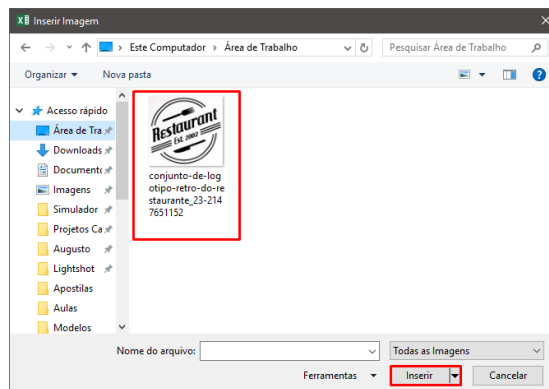 Inserir Imagem
Este Computador > Área de Trabalho
Pesquisar Área de Trabalho
Organizar
Nova pasta
Acesso rápido
Área de Tra
Downloads
Documento
Imagens
Simulador
Projetos Ca
Augusto
Lightshot
Apostilas
Aulas
Modelos
Restaurant
Est. 2002
conjunto-de-log
otipo-retro-do-re
staurante_23-214
7651152
Nome do arquivo:
Todas as Imagens
Ferramentas
Inserir
Cancelar